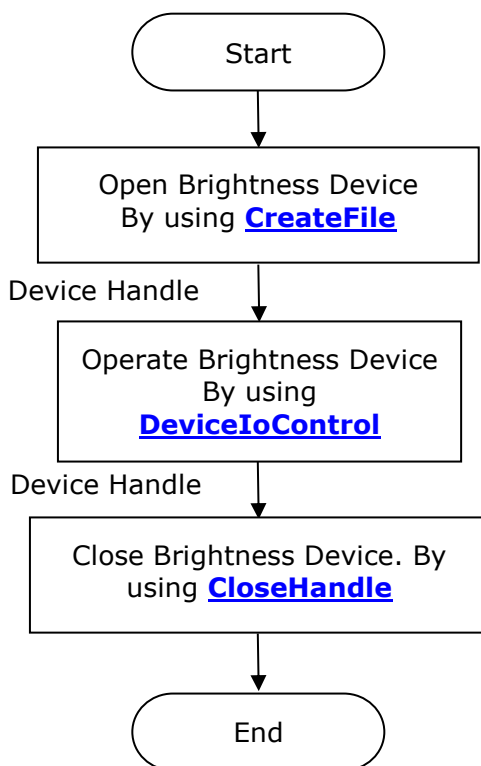 Start
Open Brightness Device
By using CreateFile
Device Handle
Operate Brightness Device
By using
DeviceIoControl
Device Handle
Close Brightness Device. By
using CloseHandle
End